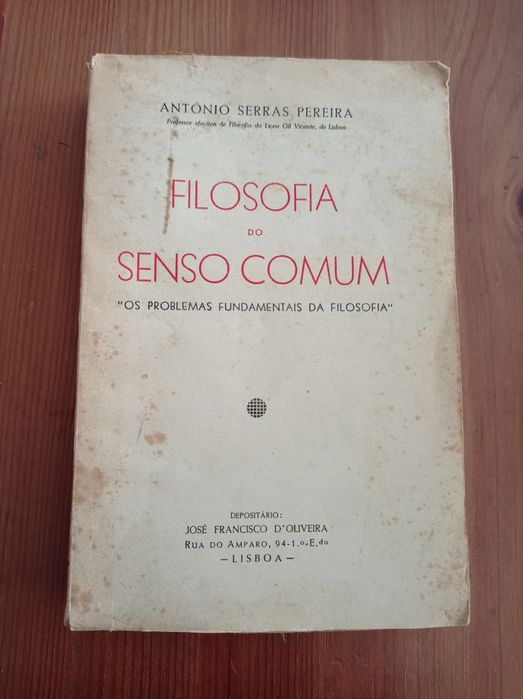 ANTÓNIO SERRAS PEREIRA
Professor efectivo de Filosofia do Liceu Gil Vicente, de Lisboa
FILOSOFIA
DO
SENSO COMUM
"OS PROBLEMAS FUNDAMENTAIS DA FILOSOFIA"
DEPOSITÁRIO:
JOSÉ FRANCISCO D'OLIVEIRA
RUA DO AMPARO, 94-1.º-E.do
— LISBOA —